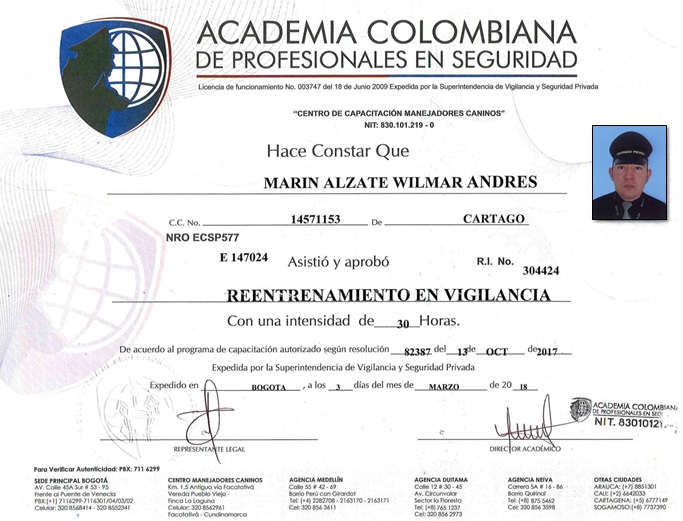 ACADEMIA COLOMBIANA
DE PROFESIONALES EN SEGURIDAD
Licencia de funcionamiento No. 003747 del 18 de Junio 2009 Expedida por la Superintendencia de Vigilancia y Seguridad Privada
"CENTRO DE CAPACITACIÓN MANEJADORES CANINOS"
NIT: 830.101.219 - 0
Hace Constar Que
MARIN ALZATE WILMAR ANDRES
C.C. No. 14571153 De CARTAGO
NRO ECSP577
E 147024 Asistió y aprobó R.I. No. 304424
REENTRENAMIENTO EN VIGILANCIA
Con una intensidad de 30 Horas.
De acuerdo al programa de capacitación autorizado según resolución 82387 del 13 de OCT de 2017
Expedida por la Superintendencia de Vigilancia y Seguridad Privada
Expedido en BOGOTA , a los 3 días del mes de MARZO de 20 18
ACADEMIA COLOMBIANA
DE PROFESIONALES EN SEG
NIT. 8301012
REPRESENTANTE LEGAL DIRECTOR ACADÉMICO
Para Verificar Autenticidad: PBX: 711 6299
SEDE PRINCIPAL BOGOTÁ
Av. Calle 45A Sur # 53 - 95
Frente al Puente de Venecia
PBX:(+1) 7116299-7116301/04/03/02
Celular: 320 8568414 - 320 8552341
CENTRO MANEJADORES CANINOS
Km. 1.5 Antigua vía Facatativá
Vereda Pueblo Viejo -
Finca La Laguna
Celular: 320 8562961
Facatativá - Cundinamarca
AGENCIA MEDELLÍN
Calle 55 # 42 - 69
Barrio Perú con Girardot
Tel: (+4) 2282708 - 2163170 - 2163171
Cel: 320 856 3611
AGENCIA DUITAMA
Calle 12 # 30 - 45
Av. Circunvalar
Sector la Floresta
Tel: (+8) 765 1237
Cel: 320 856 2973
AGENCIA NEIVA
Carrera 5A # 16 - 86
Barrio Quirinal
Tel: (+8) 875 5462
Cel: 320 856 3598
OTRAS CIUDADES
ARAUCA: (+7) 8851301
CALI: (+2) 6642033
CARTAGENA: (+5) 6777149
SOGAMOSO: (+8) 7737390